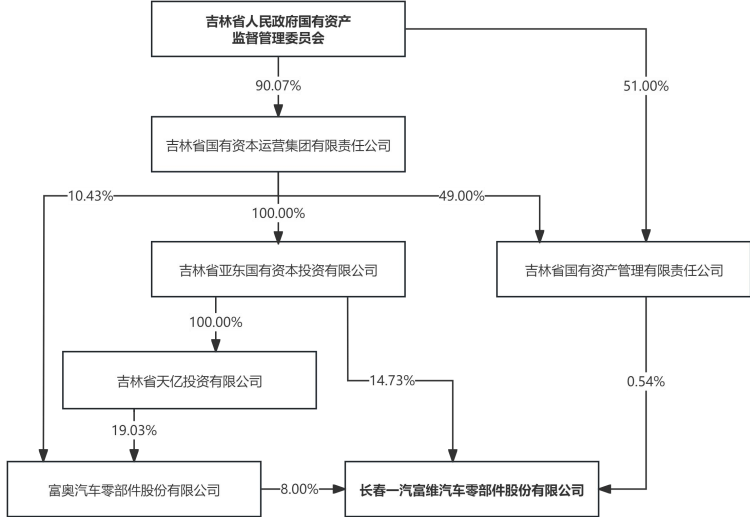 吉林省人民政府国有资产
监督管理委员会
90.07%
51.00%
吉林省国有资本运营集团有限责任公司
10.43%
49.00%
100.00%
吉林省亚东国有资本投资有限公司
吉林省国有资产管理有限责任公司
100.00%
吉林省天亿投资有限公司
14.73%
0.54%
19.03%
富奥汽车零部件股份有限公司
8.00%
长春一汽富维汽车零部件股份有限公司